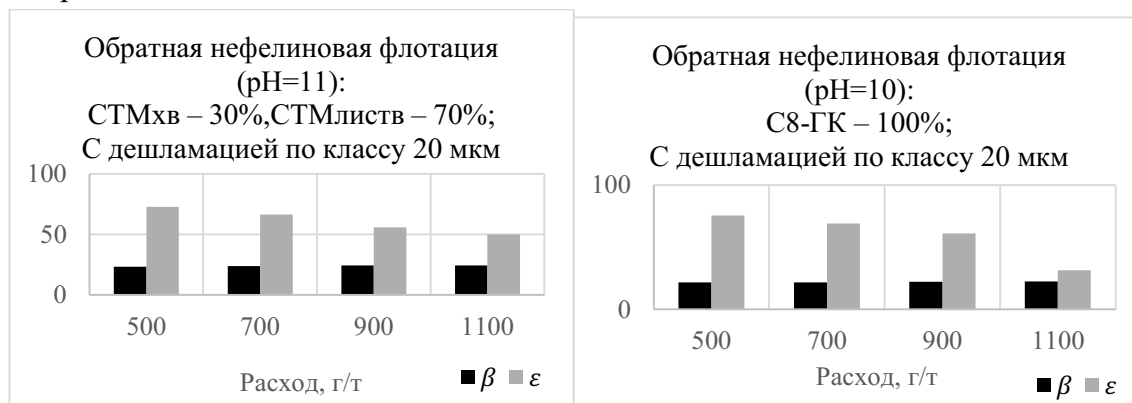 Обратная нефелиновая флотация
(pH=11):
СТМхв – 30%,СТМлиств – 70%;
С дешламацией по классу 20 мкм
100
50
0
500 700 900 1100
Расход, г/т
β ε
Обратная нефелиновая флотация
(pH=10):
С8-ГК – 100%;
С дешламацией по классу 20 мкм
100
0
500 700 900 1100
Расход, г/т
β ε